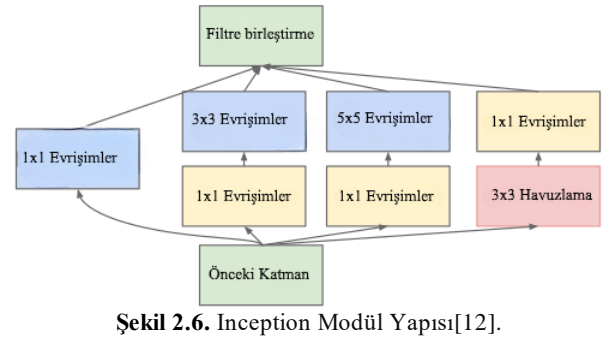 Filtre birleştirme
3x3 Evrişimler
5x5 Evrişimler
1x1 Evrişimler
1x1 Evrişimler
1x1 Evrişimler
1x1 Evrişimler
3x3 Havuzlama
Önceki Katman
Şekil 2.6. Inception Modül Yapısı[12].